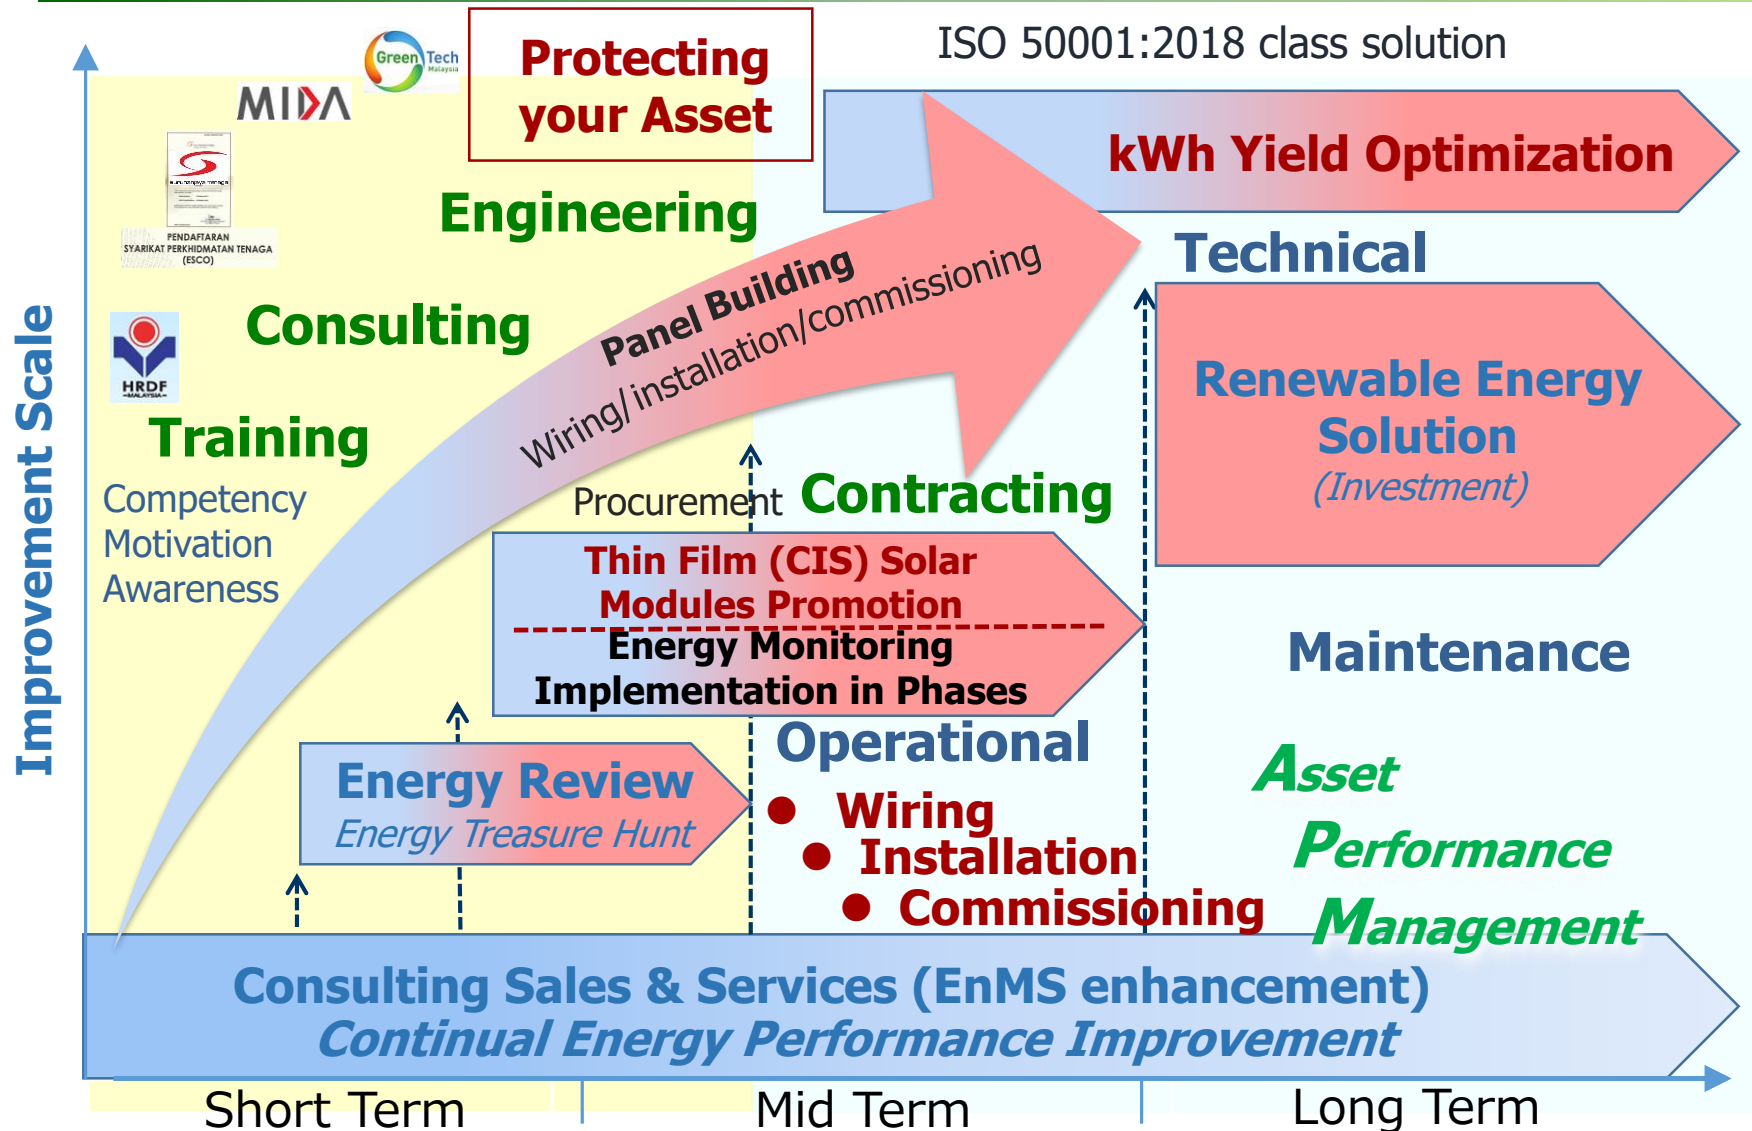 Protecting
your Asset
ISO 50001:2018 class solution
Green Tech
Malaysia
MIDA
kWh Yield Optimization
PENDAFTARAN
SYARIKAT PERKHIDMATAN TENAGA
(ESCO)
Engineering
Technical
Panel Building
Wiring/installation/commissioning
Consulting
HRDF
MALAYSIA
Training
Competency
Motivation
Awareness
Renewable Energy
Solution
(Investment)
Procurement
Contracting
Thin Film (CIS) Solar
Modules Promotion
Energy Monitoring
Implementation in Phases
Maintenance
Improvement Scale
Energy Review
Energy Treasure Hunt
Operational
● Wiring
● Installation
● Commissioning
Asset
Performance
Management
Consulting Sales & Services (EnMS enhancement)
Continual Energy Performance Improvement
Short Term
Mid Term
Long Term